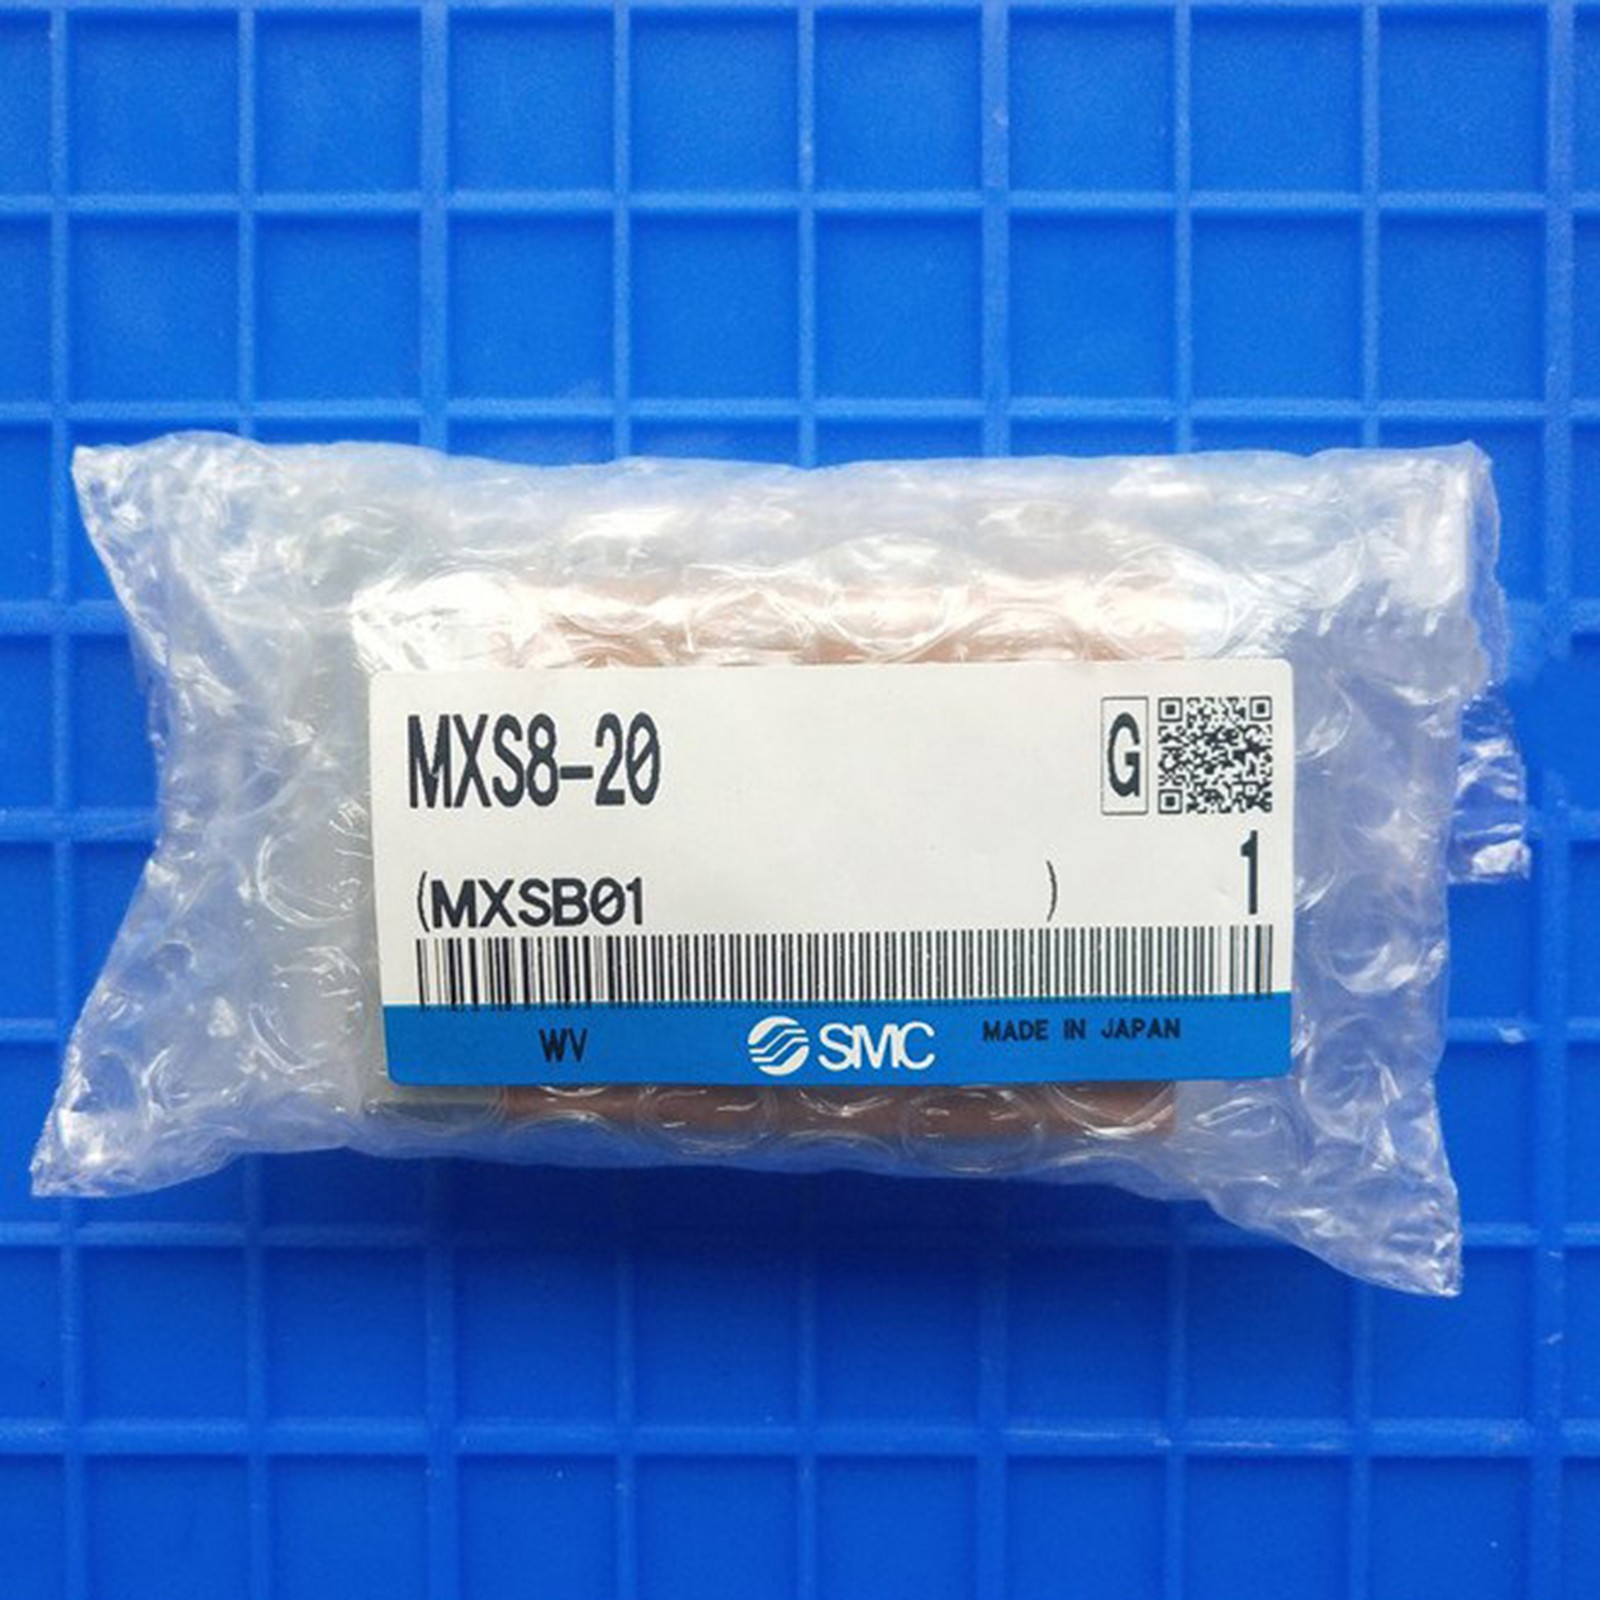 MXS8-20
G
1
(MXSB01 )
WV
SMC
MADE IN JAPAN